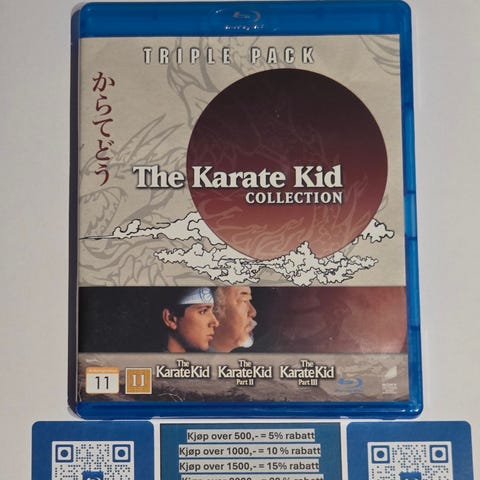 TRIPLE PACK
からてどう
The Karate Kid
COLLECTION
The
Karate Kid
The
Karate Kid
Part II
The
Karate Kid
Part III
11
11
Kjøp over 500,- = 5% rabatt
Kjøp over 1000,- = 10 % rabatt
Kjøp over 1500,- = 15% rabatt